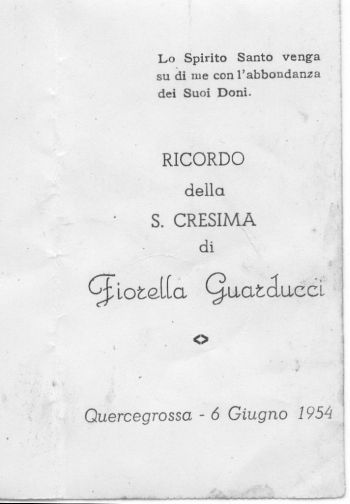 Lo Spirito Santo venga
su di me con l'abbondanza
dei Suoi Doni.
RICORDO
della
S. CRESIMA
di
Fiorella Guarducci
Quercegrossa - 6 Giugno 1954